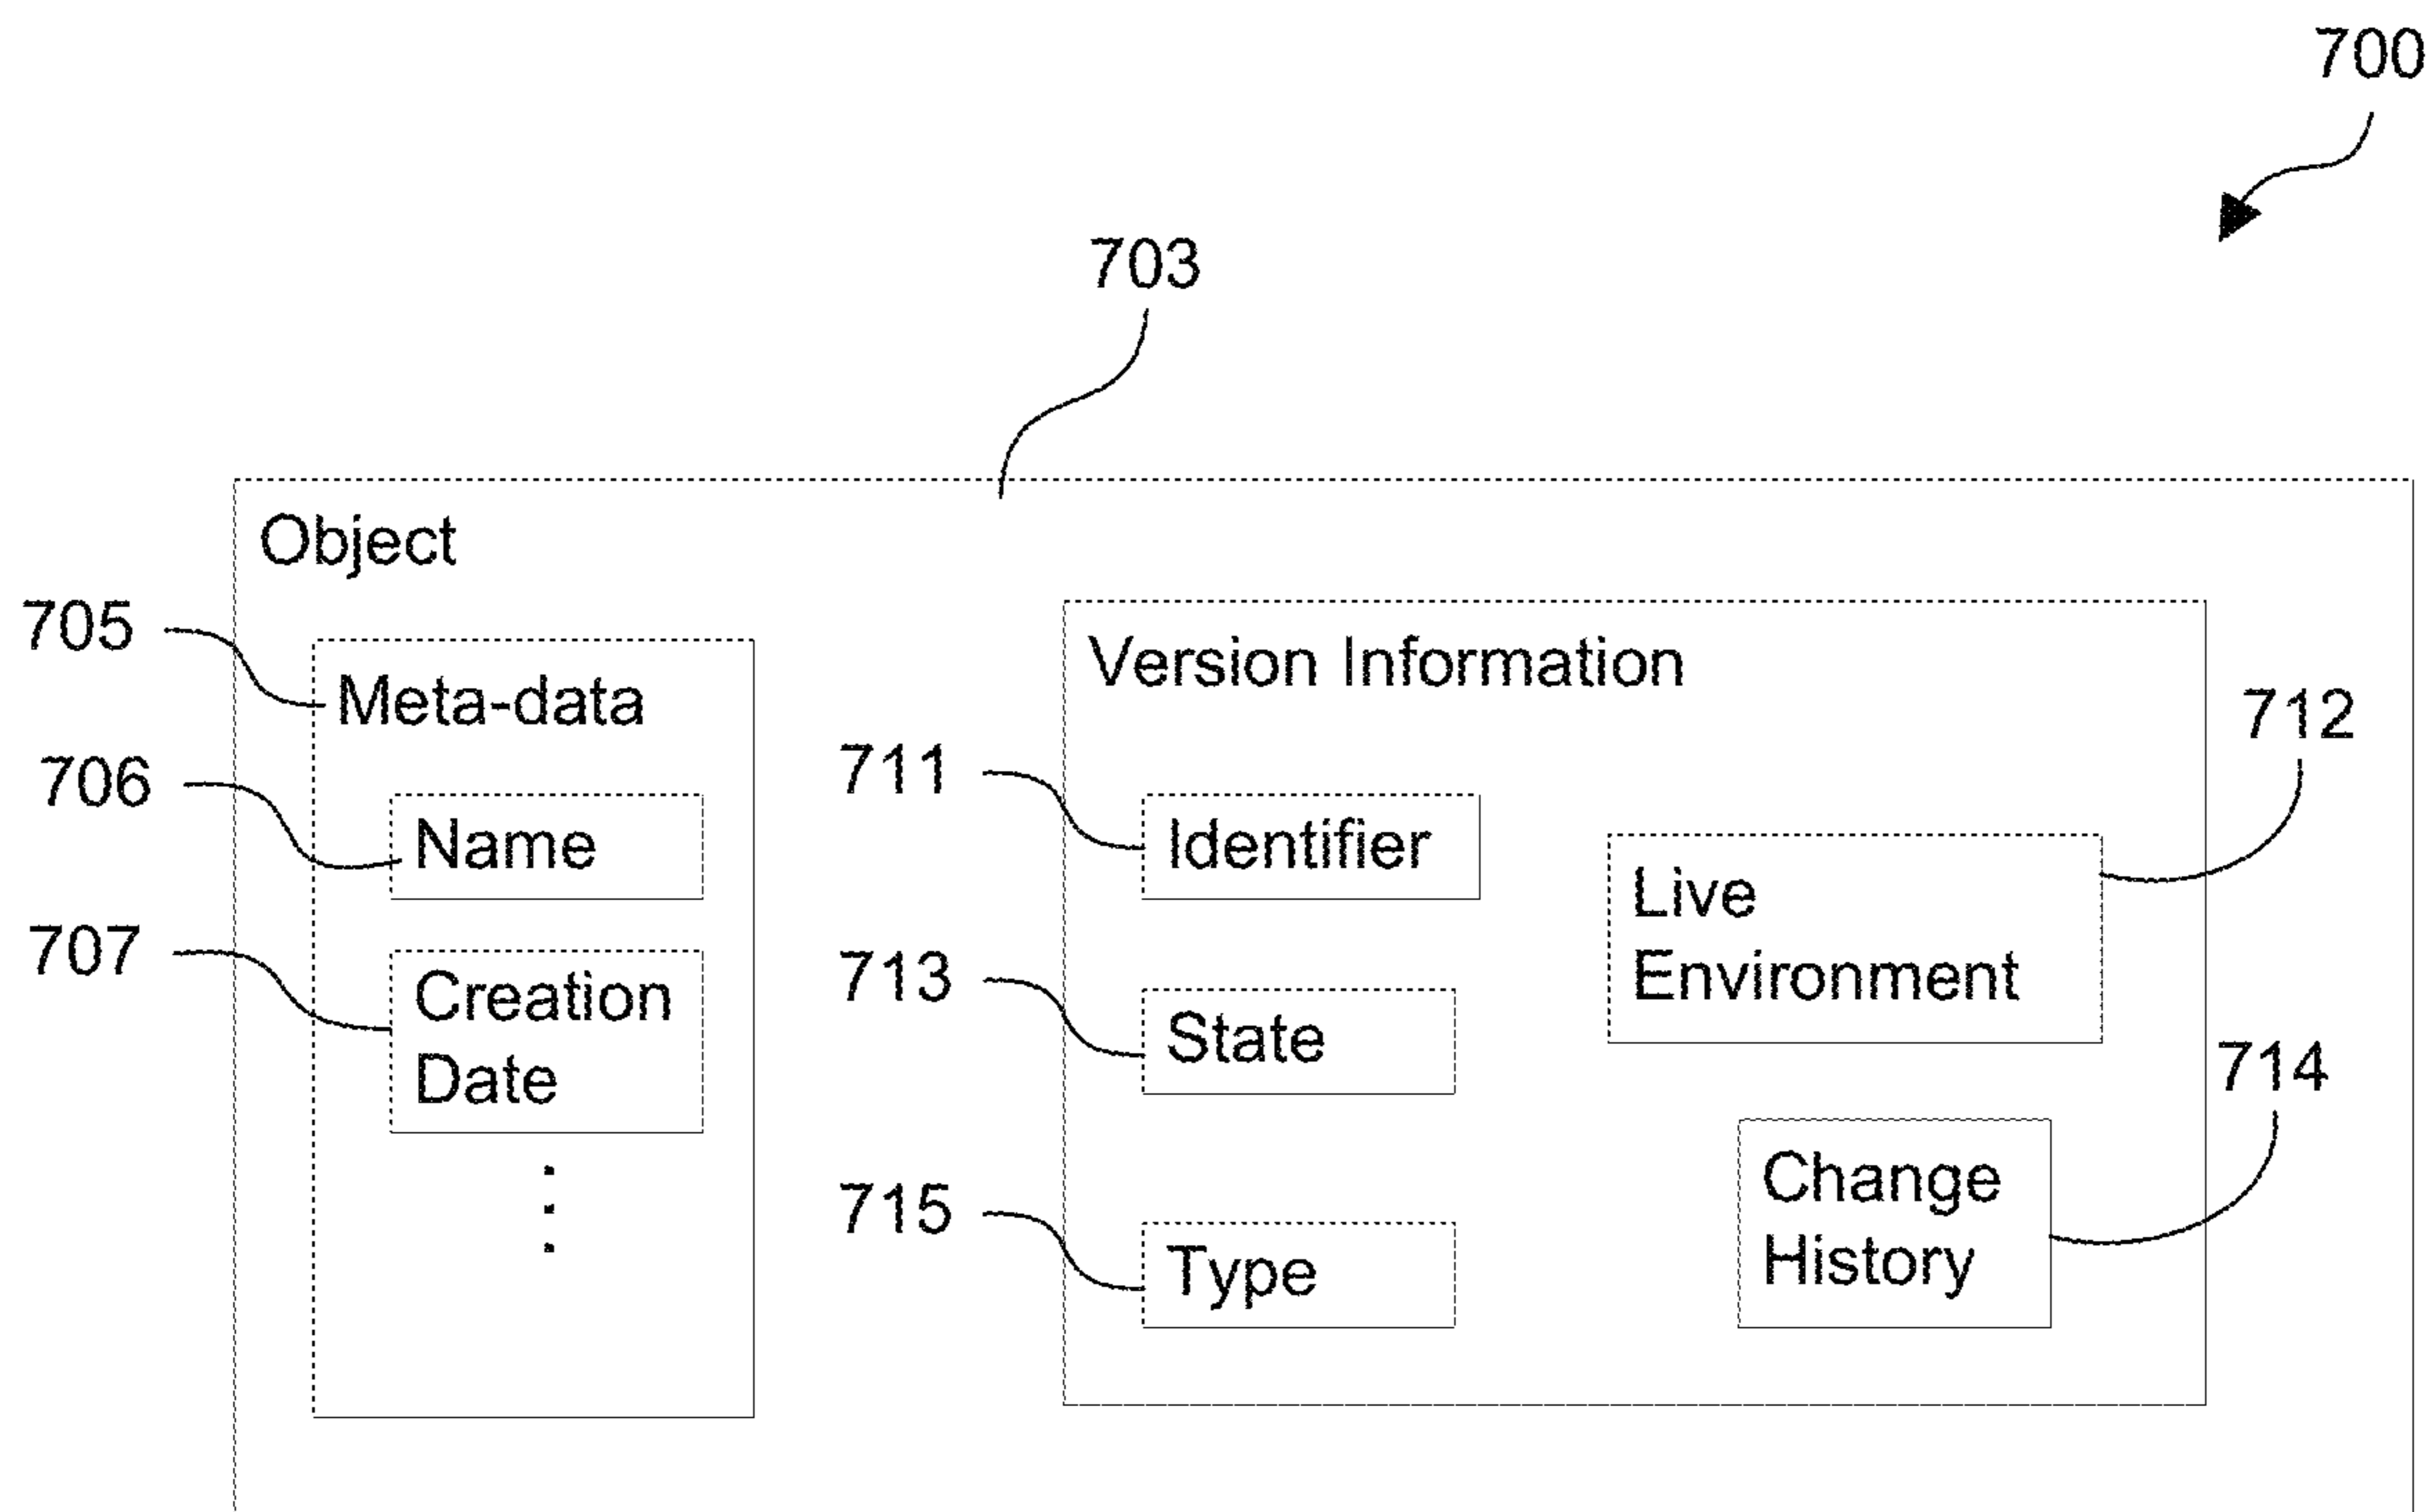 700
703
Object
705
Meta-data
Version Information
712
706
Name
711
Identifier
Live
Environment
707
Creation
Date
713
State
714
Change
History
715
Type